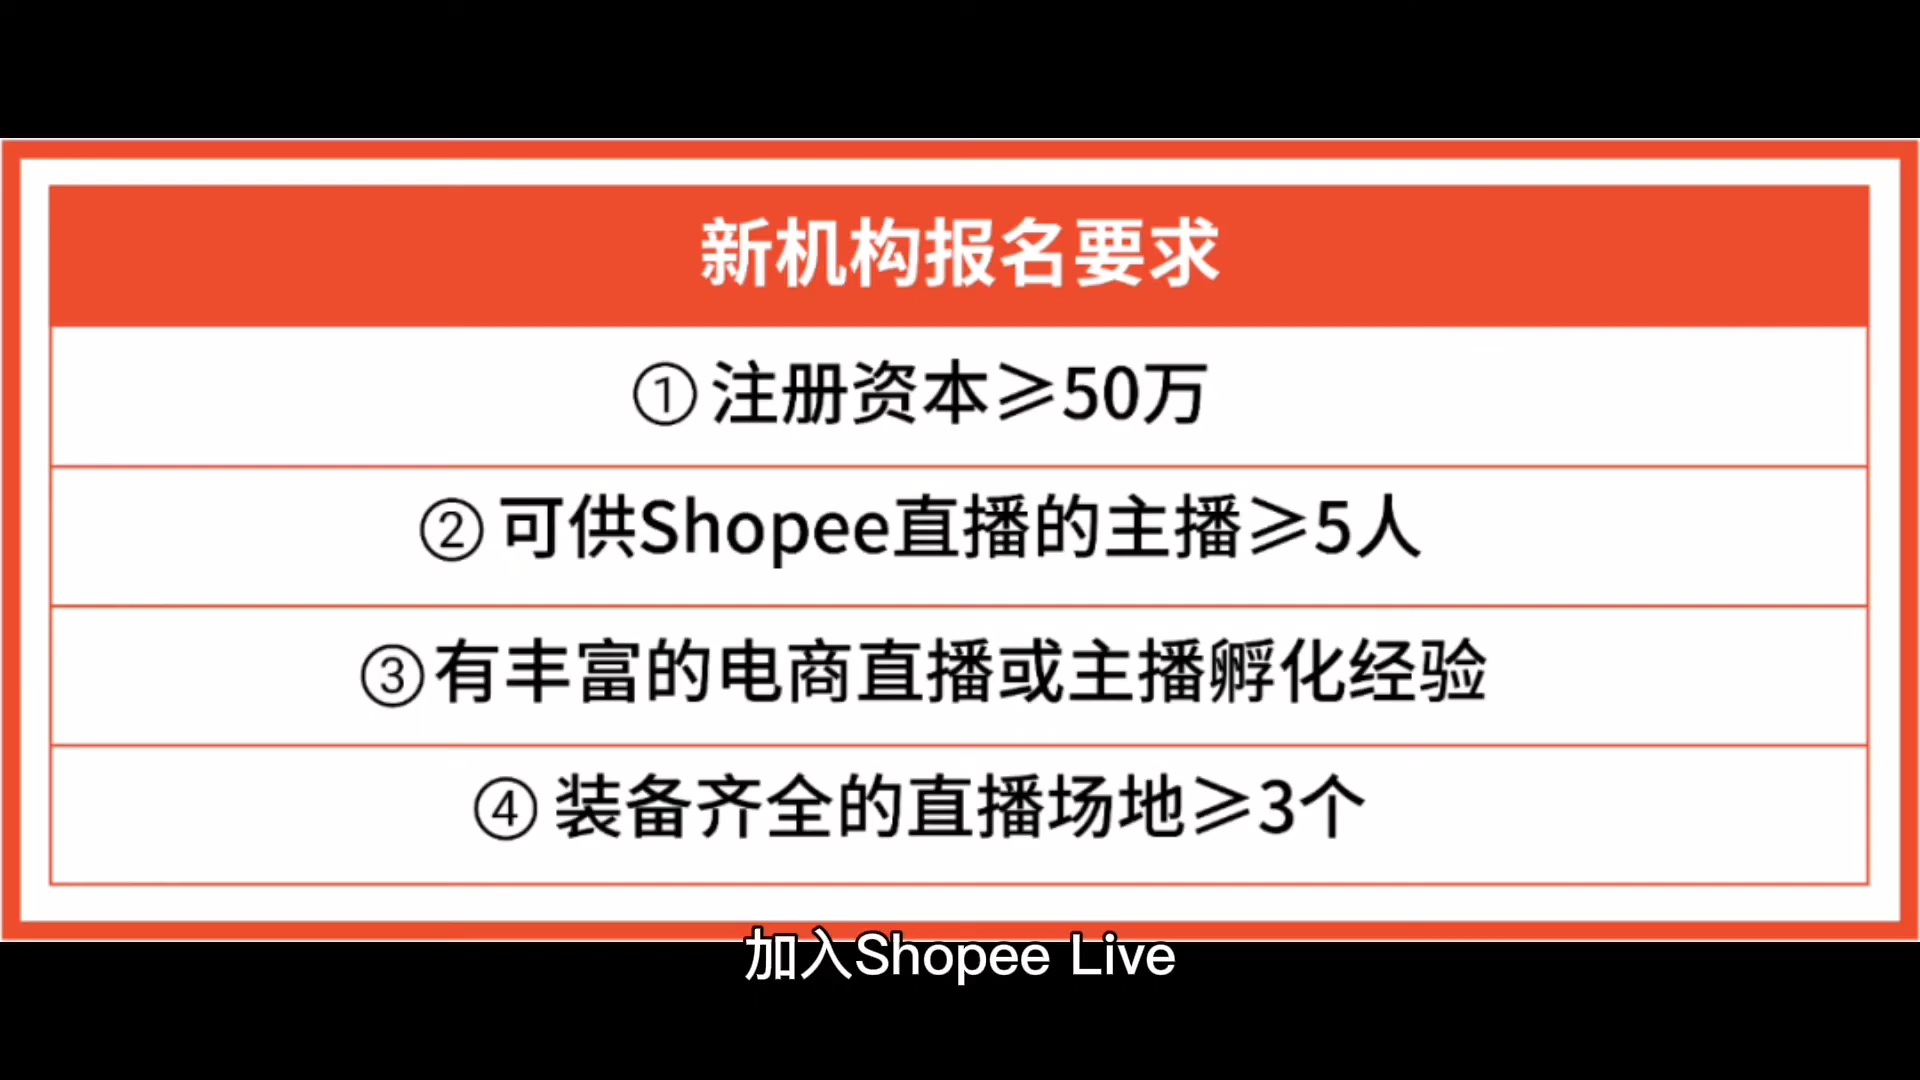 新机构报名要求
① 注册资本≥50万
② 可供Shopee直播的主播≥5人
③有丰富的电商直播或主播孵化经验
④ 装备齐全的直播场地≥3个
加入Shopee Live